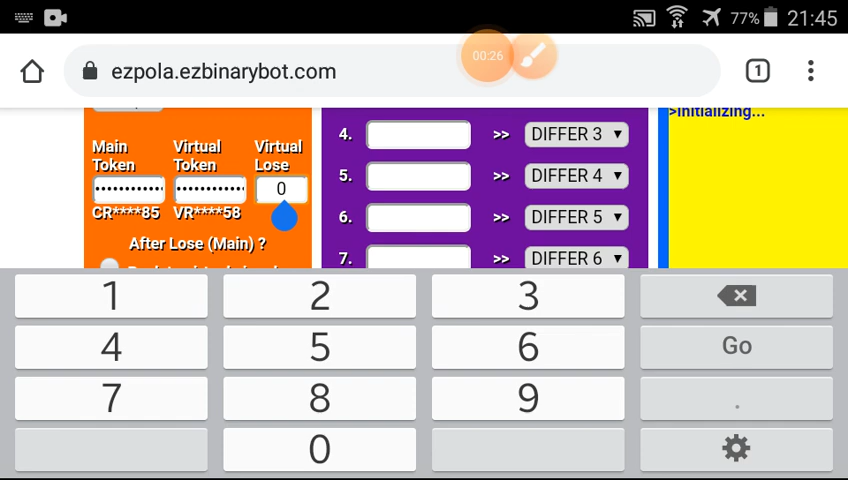 77% 21:45
00:26
ezpola.ezbinarybot.com 1
>Initializing...
Main Token
Virtual Token
Virtual Lose
•••••••••••••
•••••••••••••
0
CR****85 VR****58
After Lose (Main) ?
4. >> DIFFER 3 ▼
5. >> DIFFER 4 ▼
6. >> DIFFER 5 ▼
7. >> DIFFER 6 ▼
1 2 3
4 5 6 Go
7 8 9 .
0